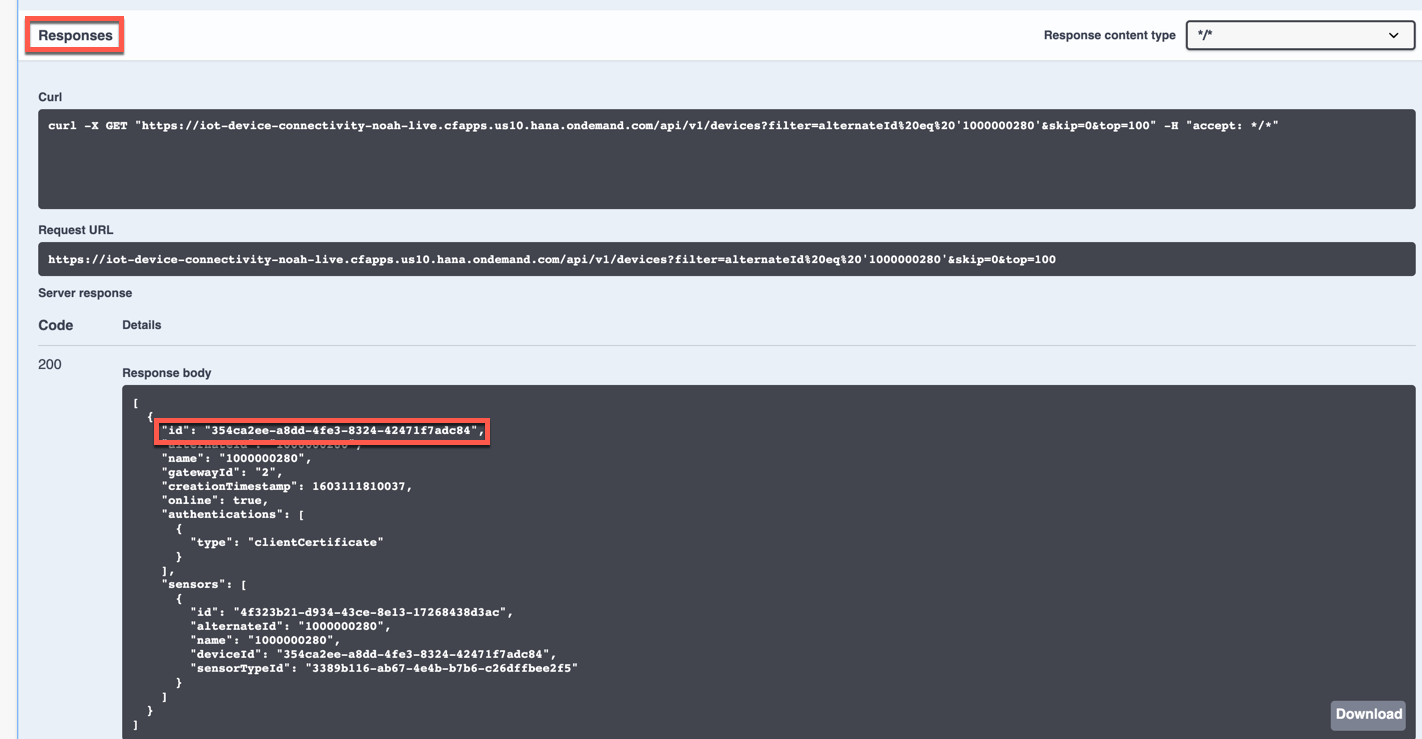 Responses
Response content type */*
Curl
curl -X GET "https://iot-device-connectivity-noah-live.cfapps.us10.hana.ondemand.com/api/v1/devices?filter=alternateId%20eq%20'1000000280'&skip=0&top=100" -H "accept: */*"
Request URL
https://iot-device-connectivity-noah-live.cfapps.us10.hana.ondemand.com/api/v1/devices?filter=alternateId%20eq%20'1000000280'&skip=0&top=100
Server response
Code Details
200
Response body
[
{
"id": "354ca2ee-a8dd-4fe3-8324-42471f7adc84",
"alternateId": "1000000280",
"name": "1000000280",
"gatewayId": "2",
"creationTimestamp": 1603111810037,
"online": true,
"authentications": [
{
"type": "clientCertificate"
}
],
"sensors": [
{
"id": "4f323b21-d934-43ce-8e13-17268438d3ac",
"alternateId": "1000000280",
"name": "1000000280",
"deviceId": "354ca2ee-a8dd-4fe3-8324-42471f7adc84",
"sensorTypeId": "3389b116-ab67-4e4b-b7b6-c26dffbee2f5"
}
]
}
]
Download